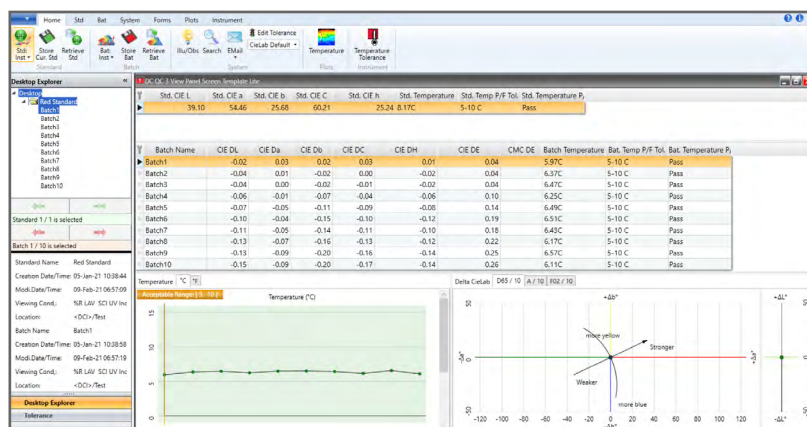 Home Std Bat System Forms Plots Instrument
Std: Inst Store Cur. Std Retrieve Std Bat: Inst Store Bat Retrieve Bat Illu/Obs Search EMail Edit Tolerance CieLab Default Temperature Temperature Tolerance
Standard Batch System Plots Instrument
Desktop Explorer
DC QC 3 View Panel Screen Template Lite
Desktop
Red Standard
Batch1
Batch2
Batch3
Batch4
Batch5
Batch6
Batch7
Batch8
Batch9
Batch10
Standard 1 / 1 is selected
Batch 1 / 10 is selected
Std. CIE L Std. CIE a Std. CIE b Std. CIE C Std. CIE h Std. Temperature Std. Temp P/F Tol. Std. Temperature P/
39.10 54.46 25.68 60.21 25.24 8.17C 5-10 C Pass
Batch Name CIE DL CIE Da CIE Db CIE DC CIE DH CIE DE CMC DE Batch Temperature Bat. Temp P/F Tol. Bat. Temperature P/
Batch1 -0.02 0.03 0.02 0.03 0.01 0.04 5.97C 5-10 C Pass
Batch2 -0.04 0.01 -0.02 0.00 -0.02 0.04 6.37C 5-10 C Pass
Batch3 -0.04 0.00 -0.02 -0.01 -0.02 0.04 6.47C 5-10 C Pass
Batch4 -0.06 -0.01 -0.07 -0.04 -0.06 0.10 6.25C 5-10 C Pass
Batch5 -0.07 -0.05 -0.11 -0.09 -0.08 0.14 6.49C 5-10 C Pass
Batch6 -0.10 -0.04 -0.15 -0.10 -0.12 0.19 6.51C 5-10 C Pass
Batch7 -0.11 -0.05 -0.14 -0.11 -0.10 0.18 6.43C 5-10 C Pass
Batch8 -0.13 -0.07 -0.16 -0.13 -0.12 0.22 6.17C 5-10 C Pass
Batch9 -0.13 -0.09 -0.20 -0.16 -0.14 0.25 6.57C 5-10 C Pass
Batch10 -0.15 -0.09 -0.20 -0.17 -0.14 0.26 6.11C 5-10 C Pass
Standard Name Red Standard
Creation Date/Time: 05-Jan-21 10:38:44
Modi.Date/Time: 09-Feb-21 06:57:09
Viewing Cond.: %R LAV SCI UV Inc
Location: <DCI>/Test
Batch Name Batch1
Creation Date/Time: 05-Jan-21 10:38:58
Modi.Date/Time: 09-Feb-21 06:57:19
Viewing Cond.: %R LAV SCI UV Inc
Location: <DCI>/Test
Desktop Explorer
Tolerance
Temperature °C °F
Acceptable Range:[ 5 - 10 ]
Temperature (°C)
15
10
5
0
Delta CieLab D65 / 10 A / 10 F02 / 10
+Δb* +ΔL*
50 50
more yellow
Stronger
-Δa* 0 +Δa* 0
Weaker
more blue
-50 -50
-120 -100 -80 -60 -40 -20 0 20 40 60 80 100 120
-Δb* -ΔL*